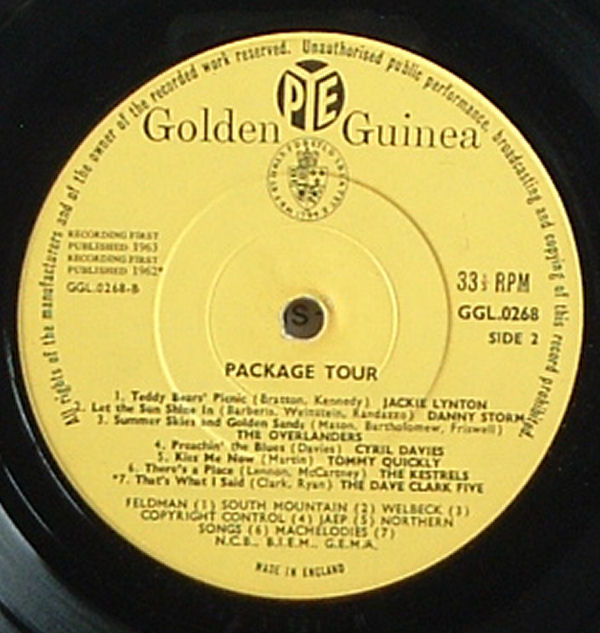 All rights of the manufacturers and of the owner of the recorded work reserved. Unauthorised public performance, broadcasting and copying of this record prohibited.
PYE
Golden Guinea
RECORDING FIRST
PUBLISHED 1963
RECORDING FIRST
PUBLISHED 1962*
GGL.0268-B
33⅓ RPM
GGL.0268
SIDE 2
S
PACKAGE TOUR
1. Teddy Bears' Picnic (Bratton, Kennedy) JACKIE LYNTON
2. Let the Sun Shine In (Barberis, Weinstein, Randazzo) DANNY STORM
3. Summer Skies and Golden Sands (Mason, Bartholomew, Friswell)
THE OVERLANDERS
4. Preachin' the Blues (Davies) CYRIL DAVIES
5. Kiss Me Now (Martin) TOMMY QUICKLY
6. There's a Place (Lennon, McCartney) THE KESTRELS
*7. That's What I Said (Clark, Ryan) THE DAVE CLARK FIVE
FELDMAN (1) SOUTH MOUNTAIN (2) WELBECK (3)
COPYRIGHT CONTROL (4) JAEP (5) NORTHERN
SONGS (6) MACHELODIES (7)
N.C.B., B.I.E.M., G.E.M.A.
MADE IN ENGLAND